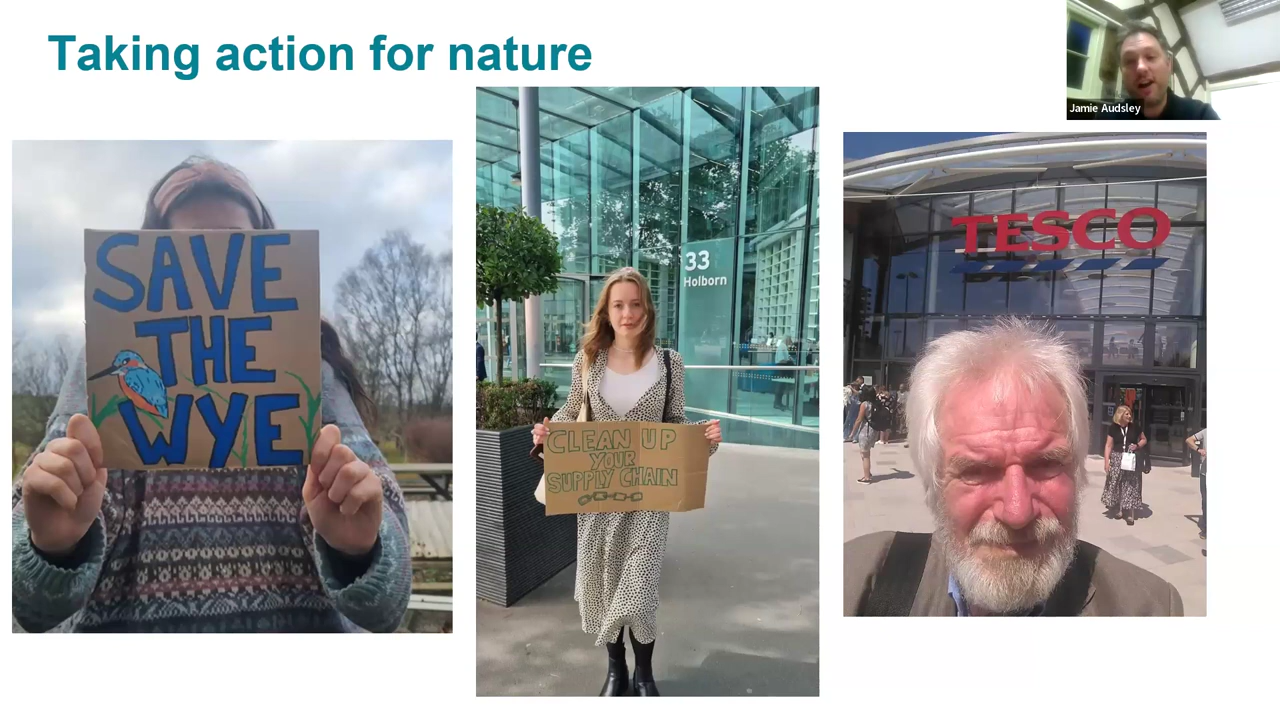 Taking action for nature
Jamie Audsley
SAVE
THE
WYE
33
Holborn
CLEAN UP
YOUR
SUPPLY CHAIN
TESCO